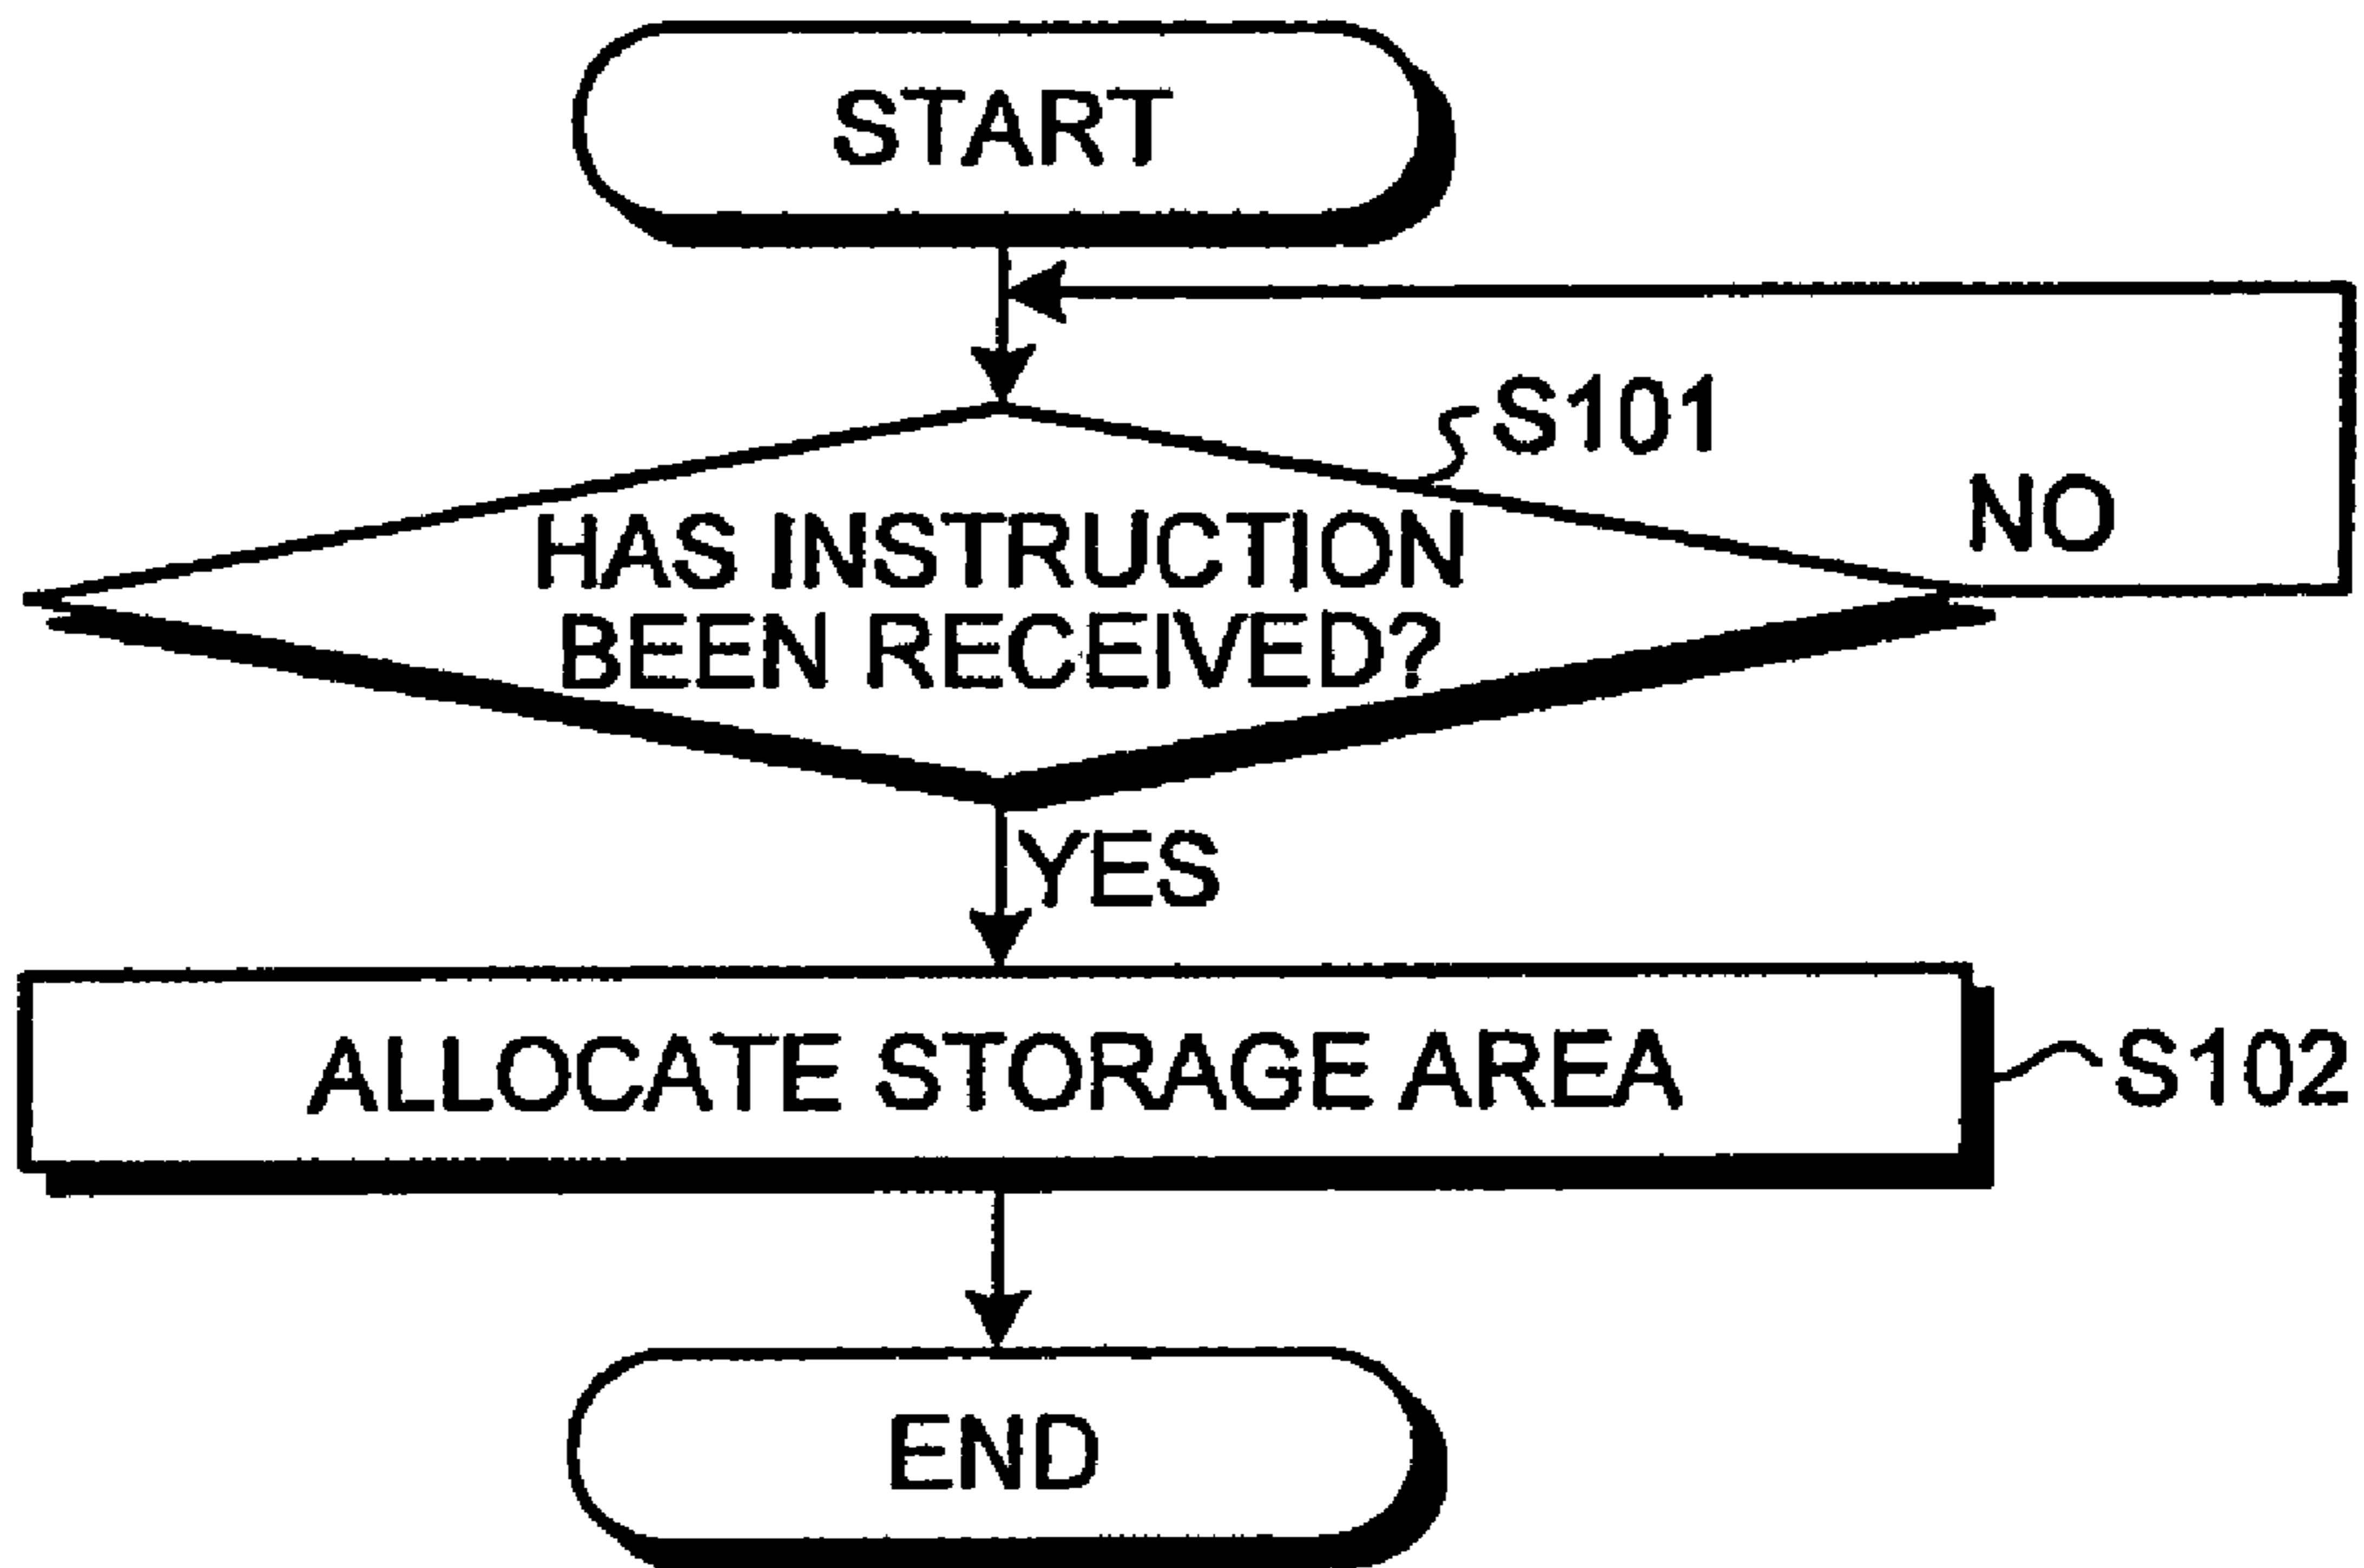 START
S101
NO
HAS INSTRUCTION
BEEN RECEIVED?
YES
ALLOCATE STORAGE AREA
S102
END